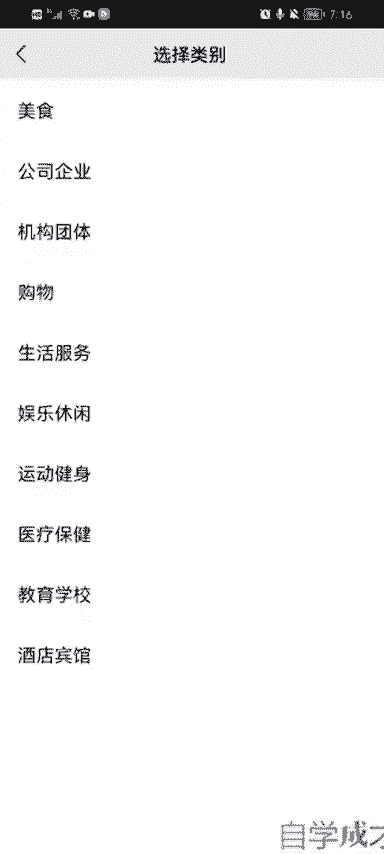 7:16
选择类别
美食
公司企业
机构团体
购物
生活服务
娱乐休闲
运动健身
医疗保健
教育学校
酒店宾馆
自学成才